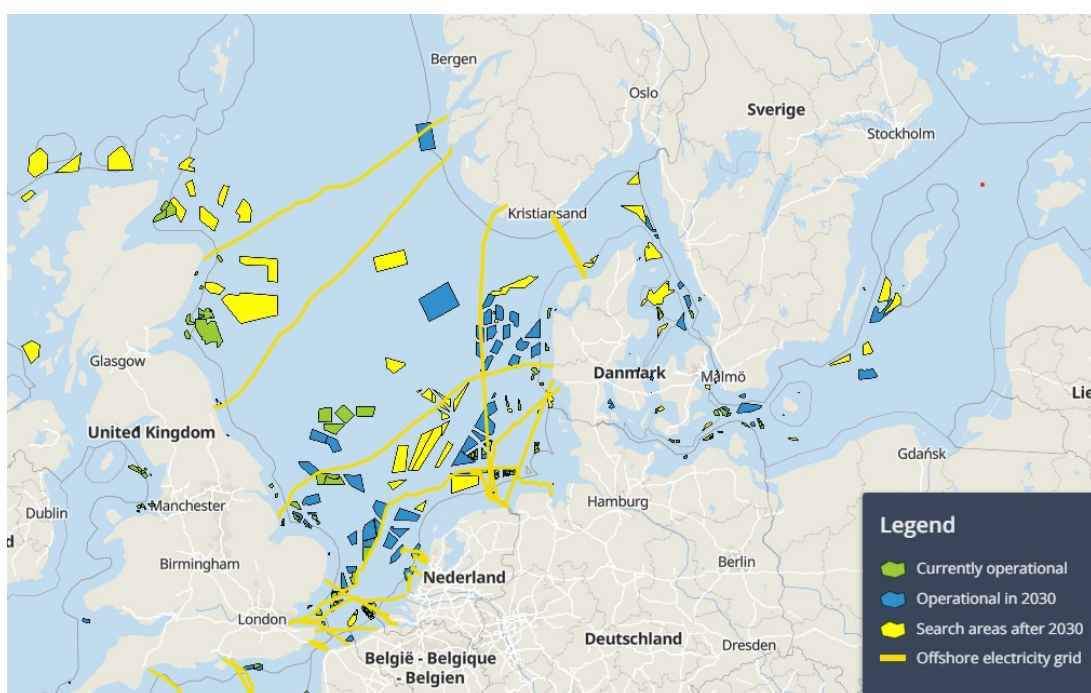 Bergen
Oslo
Sverige
Stockholm
Kristiansand
Glasgow
Danmark
Malmö
Lie
United Kingdom
Gdańsk
Dublin
Manchester
Hamburg
d
Birmingham
Berlin
Nederland
London
Deutschland
Dresden
België - Belgique
- Belgien
Legend
Currently operational
Operational in 2030
Search areas after 2030
Offshore electricity grid